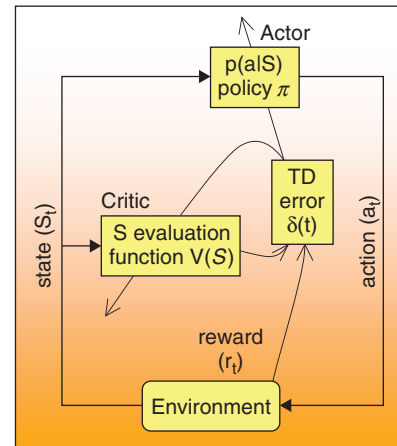 Actor
p(a|S)
policy π
TD
error
δ(t)
Critic
S evaluation
function V(S)
state (Sₜ)
action (aₜ)
reward
(rₜ)
Environment